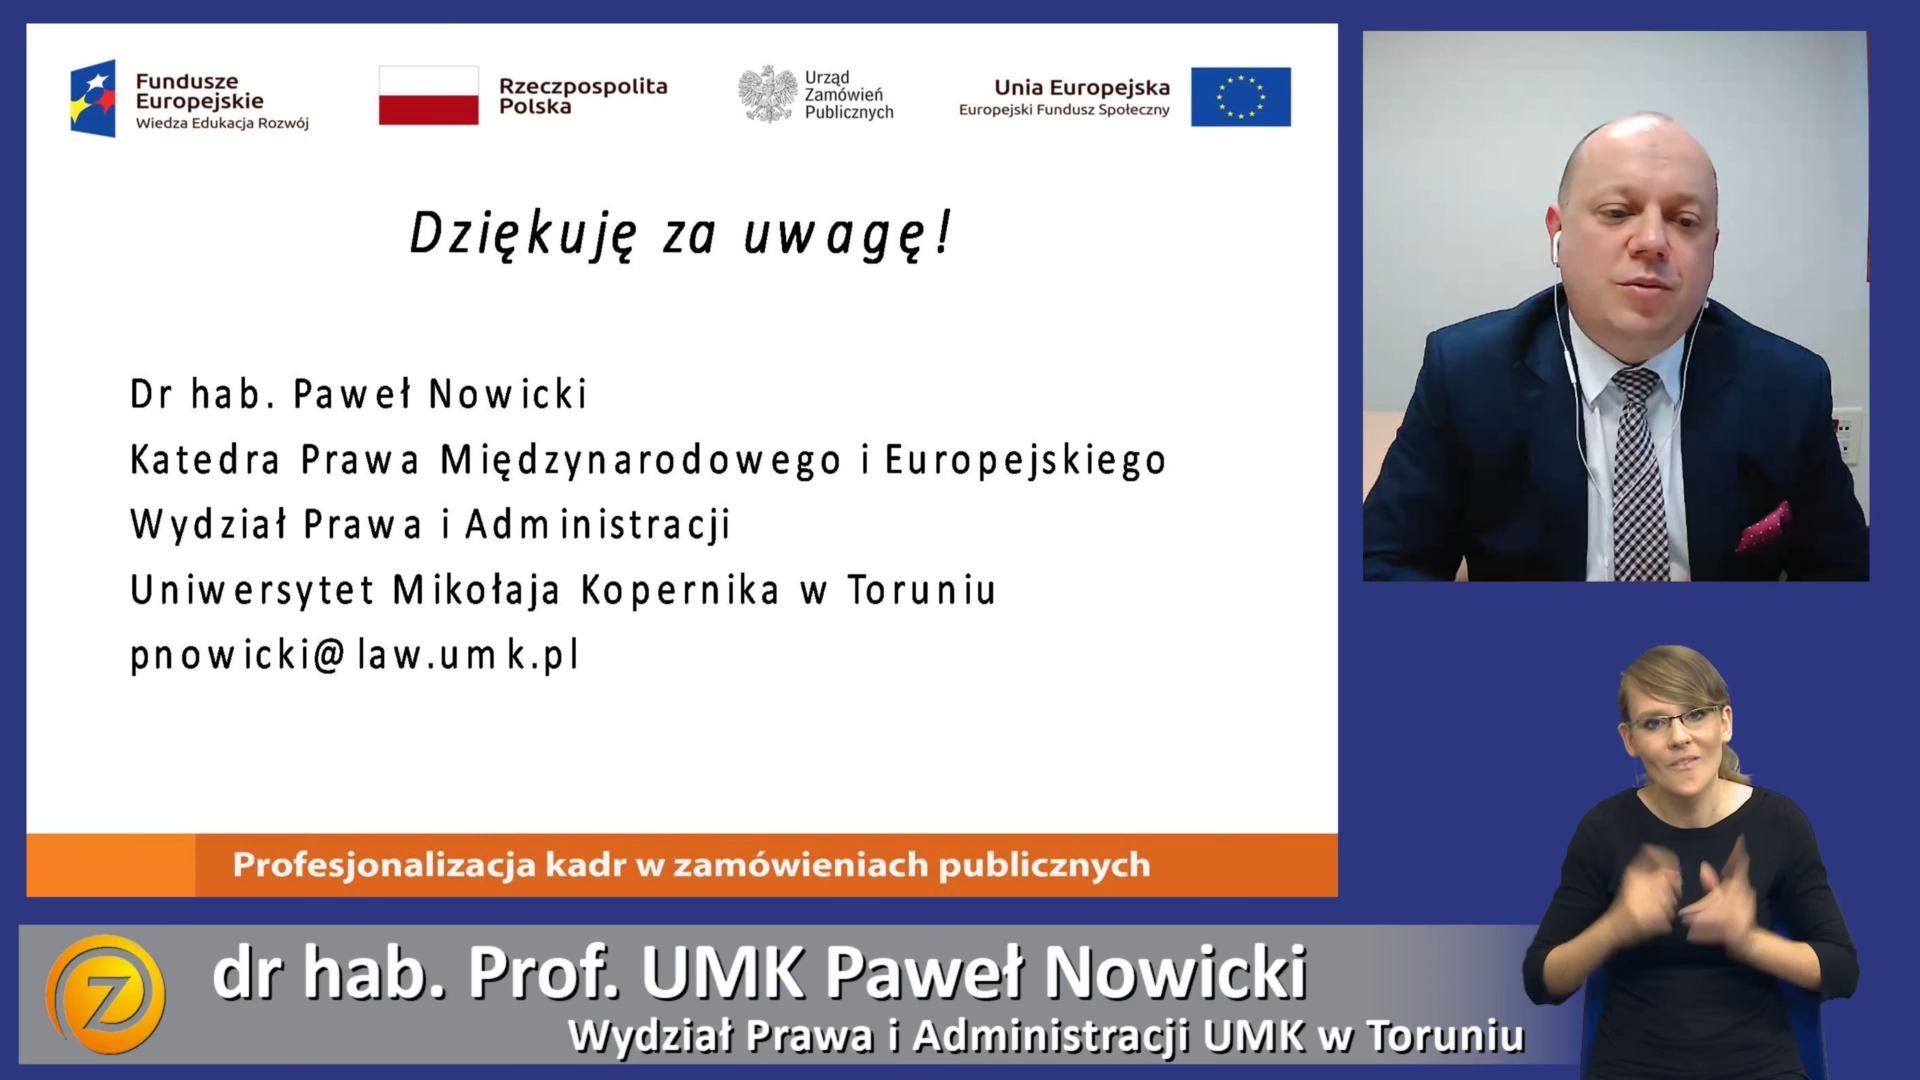 Fundusze
Europejskie
Wiedza Edukacja Rozwój
Rzeczpospolita
Polska
Urząd
Zamówień
Publicznych
Unia Europejska
Europejski Fundusz Społeczny
Dziękuję za uwagę!
Dr hab. Paweł Nowicki
Katedra Prawa Międzynarodowego i Europejskiego
Wydział Prawa i Administracji
Uniwersytet Mikołaja Kopernika w Toruniu
pnowicki@law.umk.pl
Profesjonalizacja kadr w zamówieniach publicznych
Z
dr hab. Prof. UMK Paweł Nowicki
Wydział Prawa i Administracji UMK w Toruniu